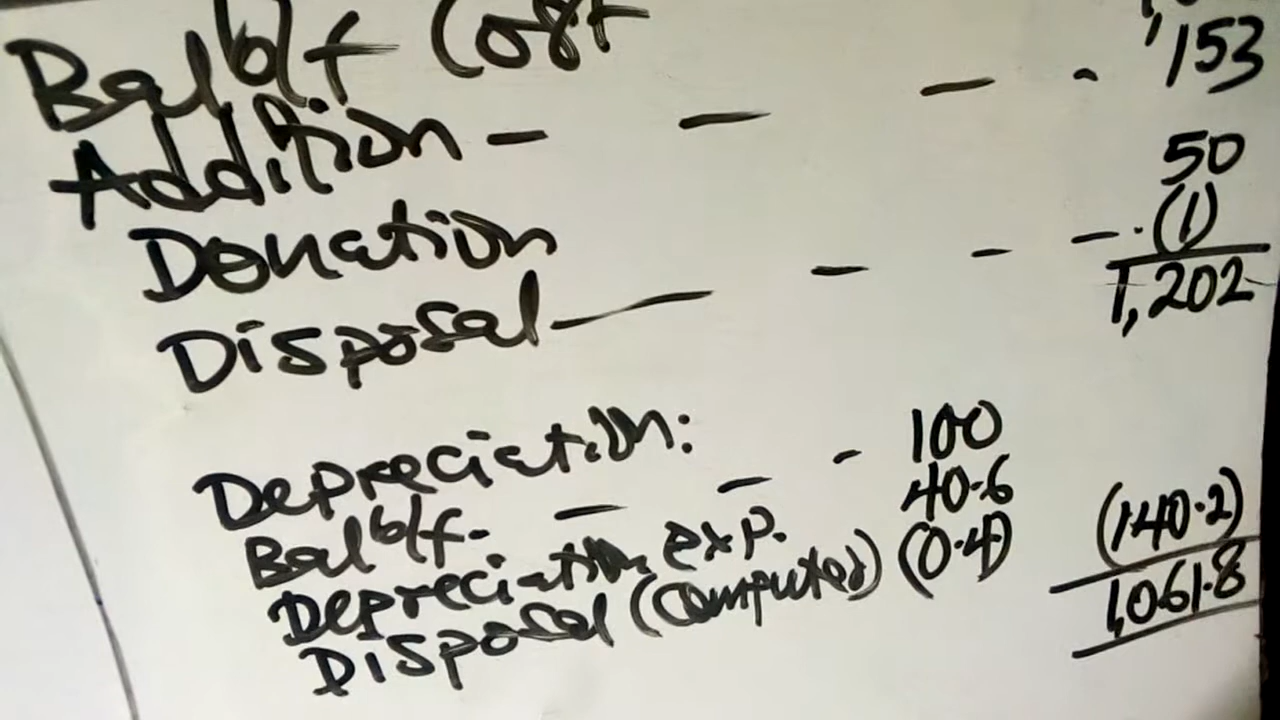 Bal b/f Cost
Addition - - - - 153
Donation 50
Disposal - - - - . (1)
1,202
Depreciation:
Bal b/f. - - - 100
Depreciation exp. 40.6
Disposal (computed) (0.4) (140.2)
1,061.8